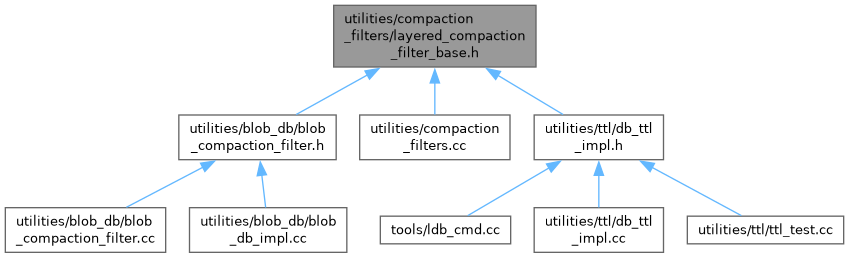 utilities/compaction
_filters/layered_compaction
_filter_base.h
utilities/blob_db/blob
_compaction_filter.h
utilities/compaction
_filters.cc
utilities/ttl/db_ttl
_impl.h
utilities/blob_db/blob
_compaction_filter.cc
utilities/blob_db/blob
_db_impl.cc
tools/ldb_cmd.cc
utilities/ttl/db_ttl
_impl.cc
utilities/ttl/ttl_test.cc